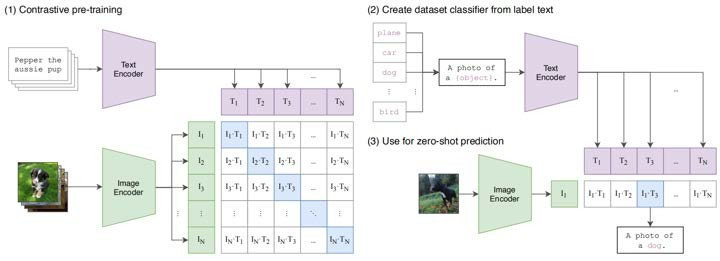 (1) Contrastive pre-training
Pepper the
aussie pup
Text
Encoder
...
T1 T2 T3 ... TN
Image
Encoder
I1 I1·T1 I1·T2 I1·T3 ... I1·TN
I2 I2·T1 I2·T2 I2·T3 ... I2·TN
I3 I3·T1 I3·T2 I3·T3 ... I3·TN
⋮ ⋮ ⋮ ⋮ ⋱ ⋮
IN IN·T1 IN·T2 IN·T3 ... IN·TN
(2) Create dataset classifier from label text
plane
car
dog
⋮
bird
⋮
A photo of
a {object}.
Text
Encoder
...
(3) Use for zero-shot prediction
T1 T2 T3 ... TN
Image
Encoder
I1 I1·T1 I1·T2 I1·T3 ... I1·TN
A photo of
a dog.